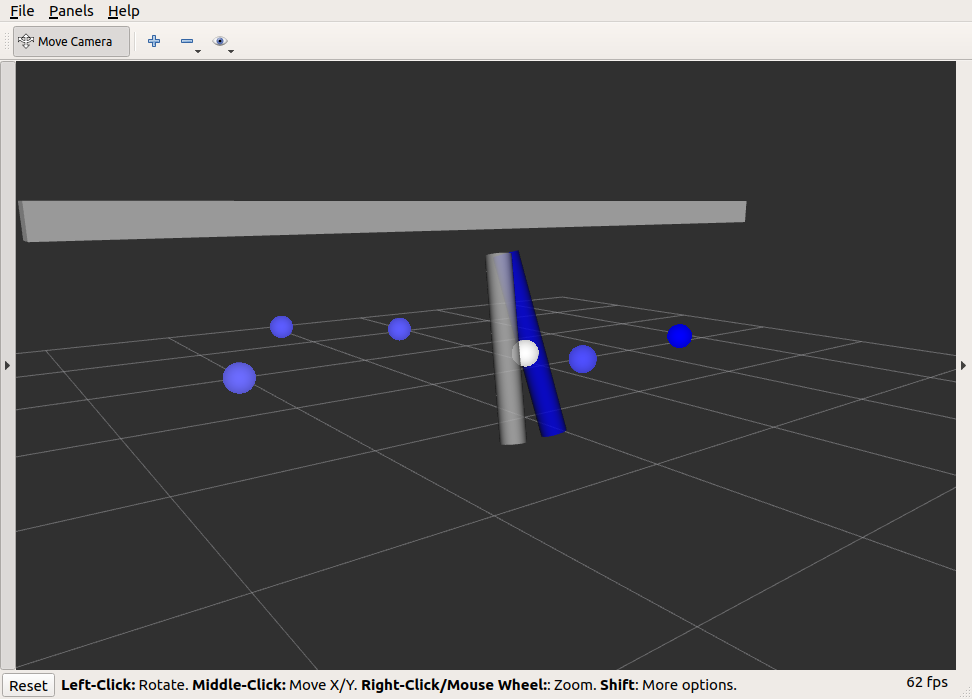 File Panels Help
Move Camera
Reset Left-Click: Rotate. Middle-Click: Move X/Y. Right-Click/Mouse Wheel:: Zoom. Shift: More options. 62 fps